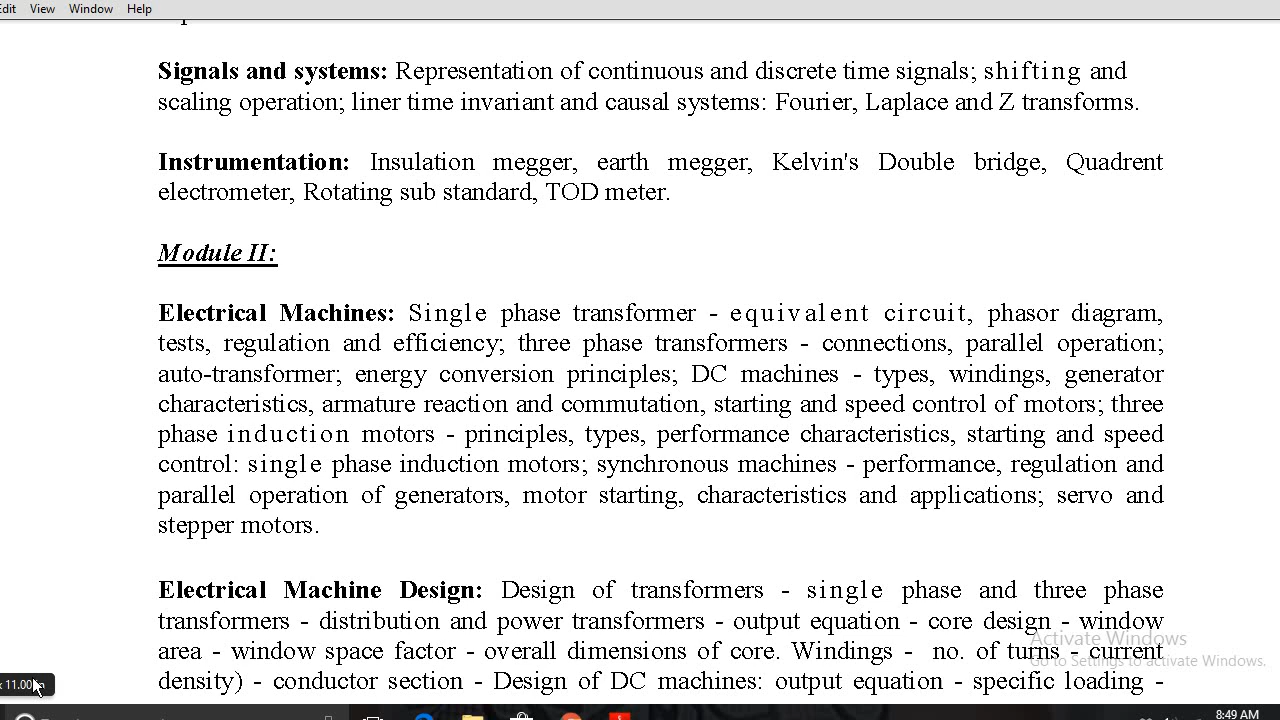 Edit View Window Help
Signals and systems: Representation of continuous and discrete time signals; shifting and
scaling operation; liner time invariant and causal systems: Fourier, Laplace and Z transforms.
Instrumentation: Insulation megger, earth megger, Kelvin's Double bridge, Quadrent
electrometer, Rotating sub standard, TOD meter.
Module II:
Electrical Machines: Single phase transformer - equivalent circuit, phasor diagram,
tests, regulation and efficiency; three phase transformers - connections, parallel operation;
auto-transformer; energy conversion principles; DC machines - types, windings, generator
characteristics, armature reaction and commutation, starting and speed control of motors; three
phase induction motors - principles, types, performance characteristics, starting and speed
control: single phase induction motors; synchronous machines - performance, regulation and
parallel operation of generators, motor starting, characteristics and applications; servo and
stepper motors.
Electrical Machine Design: Design of transformers - single phase and three phase
transformers - distribution and power transformers - output equation - core design - window
area - window space factor - overall dimensions of core. Windings - no. of turns - current
density) - conductor section - Design of DC machines: output equation - specific loading -
Activate Windows
Go to Settings to activate Windows.
x 11.00
8:49 AM